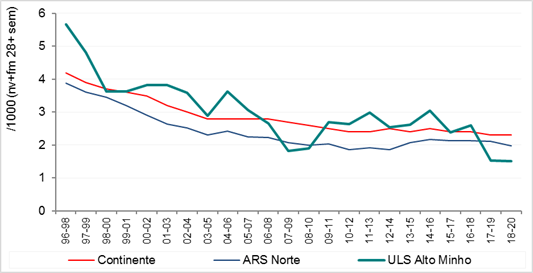 /1000 (nv+fm 28+ sem)
6
5
4
3
2
1
0
96-98 97-99 98-00 99-01 00-02 01-03 02-04 03-05 04-06 05-07 06-08 07-09 08-10 09-11 10-12 11-13 12-14 13-15 14-16 15-17 16-18 17-19 18-20
Continente ARS Norte ULS Alto Minho